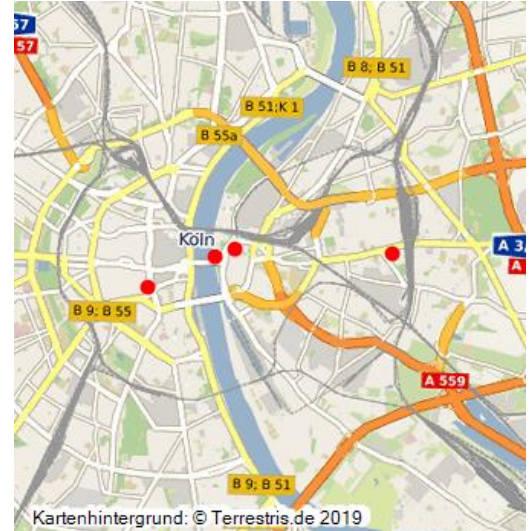 57
57
B 8; B 51
B 51;K 1
B 55a
Köln
A 3,
A
B 9; B 55
A 559
B 9; B 51
Kartenhintergrund: © Terrestris.de 2019